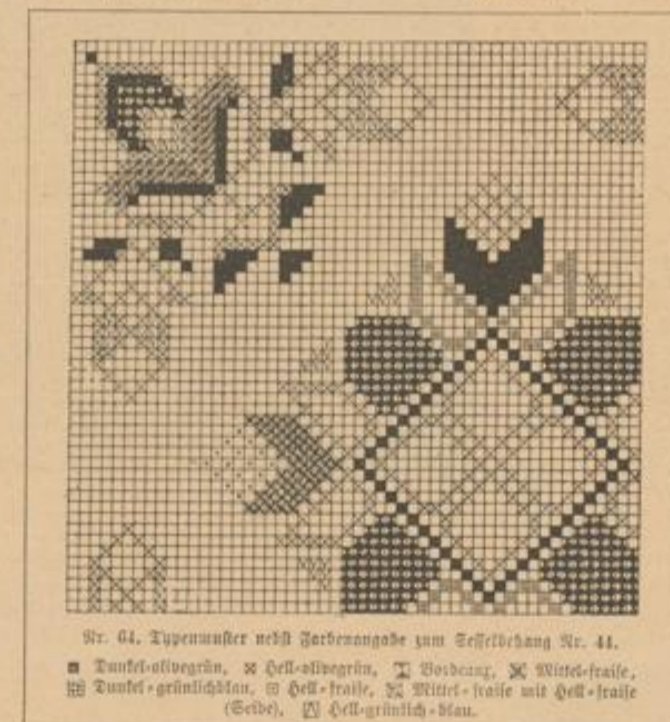 Nr. 64. Typenmuster nebst Farbenangabe zum Sesselbehang Nr. 44.
Dunkel-olivegrün, Hell-olivegrün, Bordeaux, Mittel-fraise,
Dunkel-grünlichblau, Hell-fraise, Mittel-fraise mit Hell-fraise
(Seide), Hell-grünlich-blau.